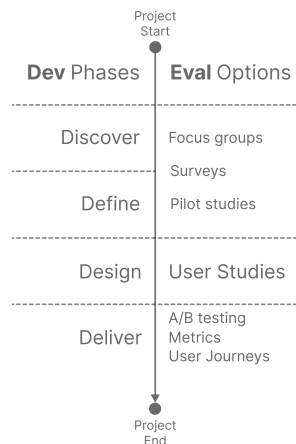 Project
Start
Dev Phases
Eval Options
Discover
Focus groups
Surveys
Define
Pilot studies
Design
User Studies
Deliver
A/B testing
Metrics
User Journeys
Project
End